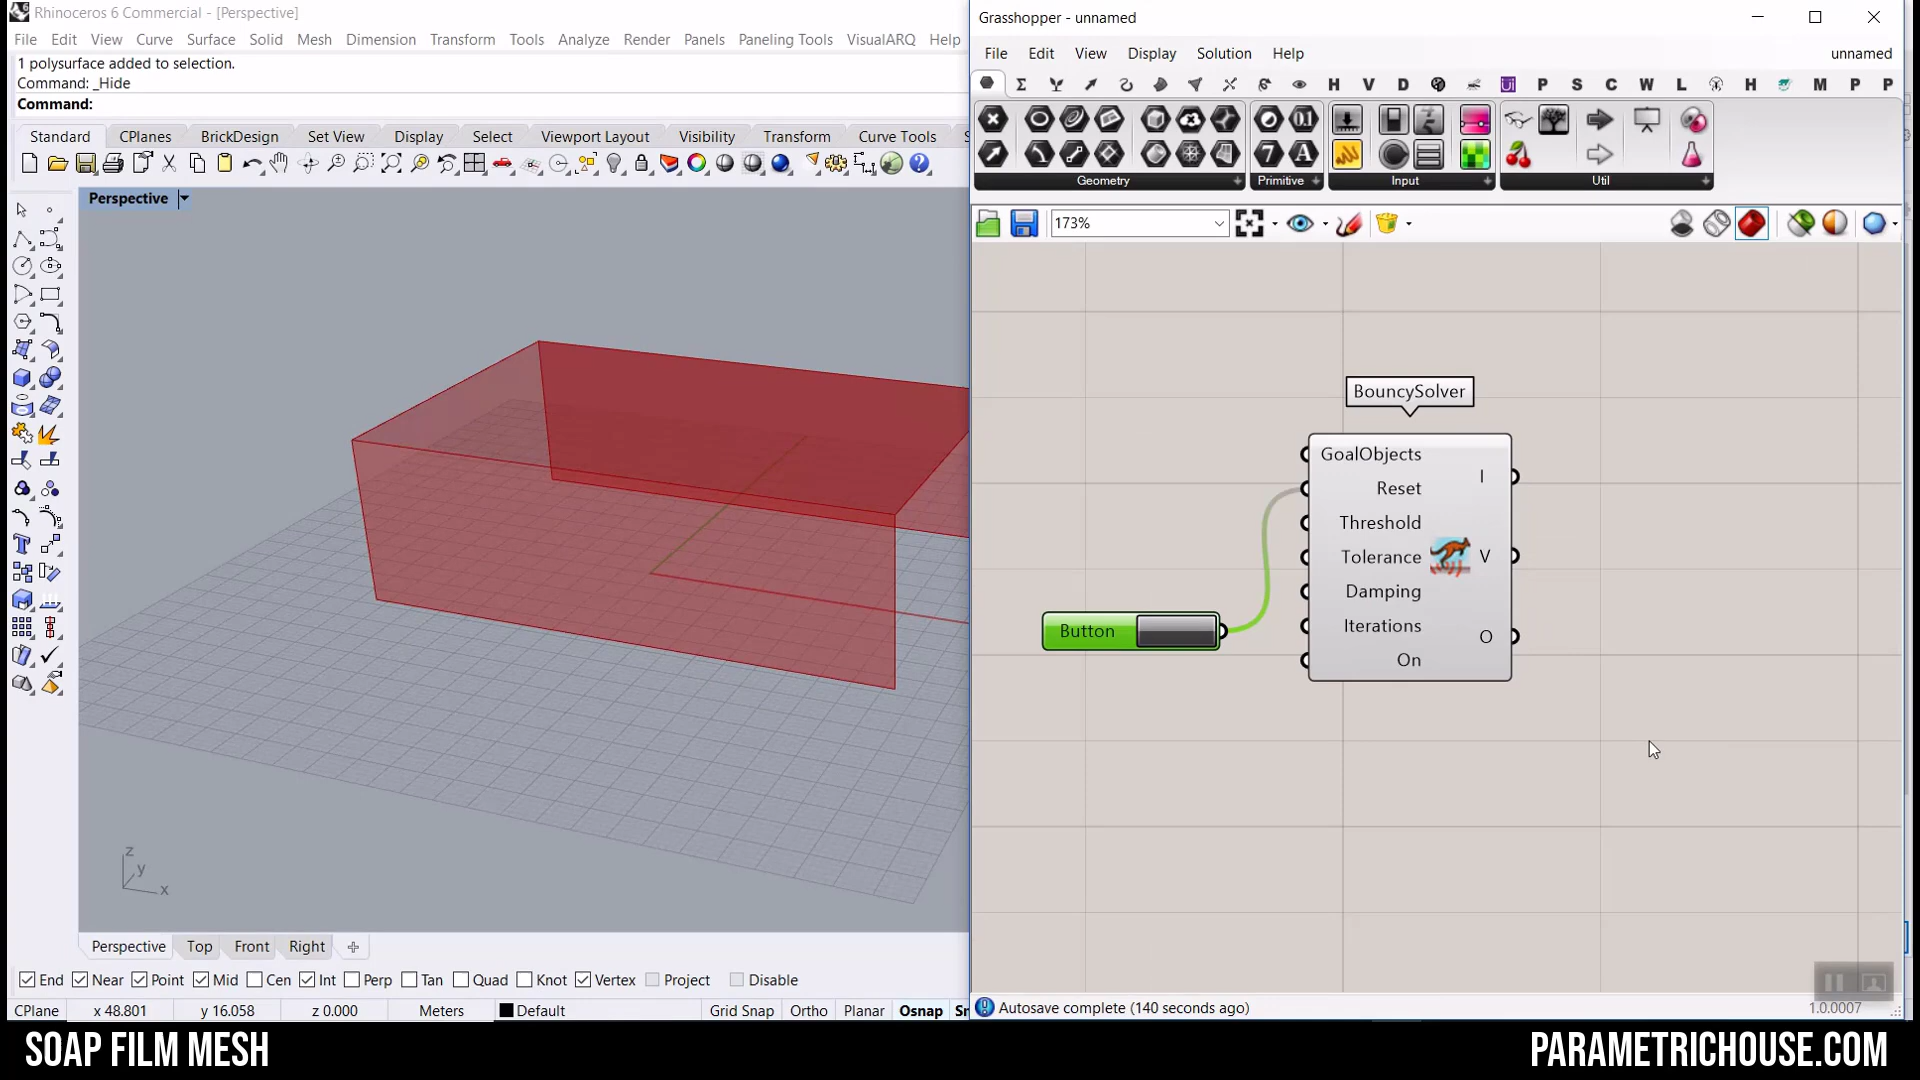 Rhinoceros 6 Commercial - [Perspective]
File Edit View Curve Surface Solid Mesh Dimension Transform Tools Analyze Render Panels Paneling Tools VisualARQ Help
1 polysurface added to selection.
Command: _Hide
Command:
Standard CPlanes BrickDesign Set View Display Select Viewport Layout Visibility Transform Curve Tools S
Perspective
z
y
x
Perspective Top Front Right
End Near Point Mid Cen Int Perp Tan Quad Knot Vertex Project Disable
CPlane x 48.801 y 16.058 z 0.000 Meters Default Grid Snap Ortho Planar Osnap Sr
Grasshopper - unnamed
File Edit View Display Solution Help unnamed
H V D P S C W L H M P P
Geometry Primitive Input Util
173%
BouncySolver
GoalObjects
Reset
Threshold
Tolerance
Damping
Iterations
On
I
V
O
Button
Autosave complete (140 seconds ago) 1.0.0007
SOAP FILM MESH
PARAMETRICHOUSE.COM